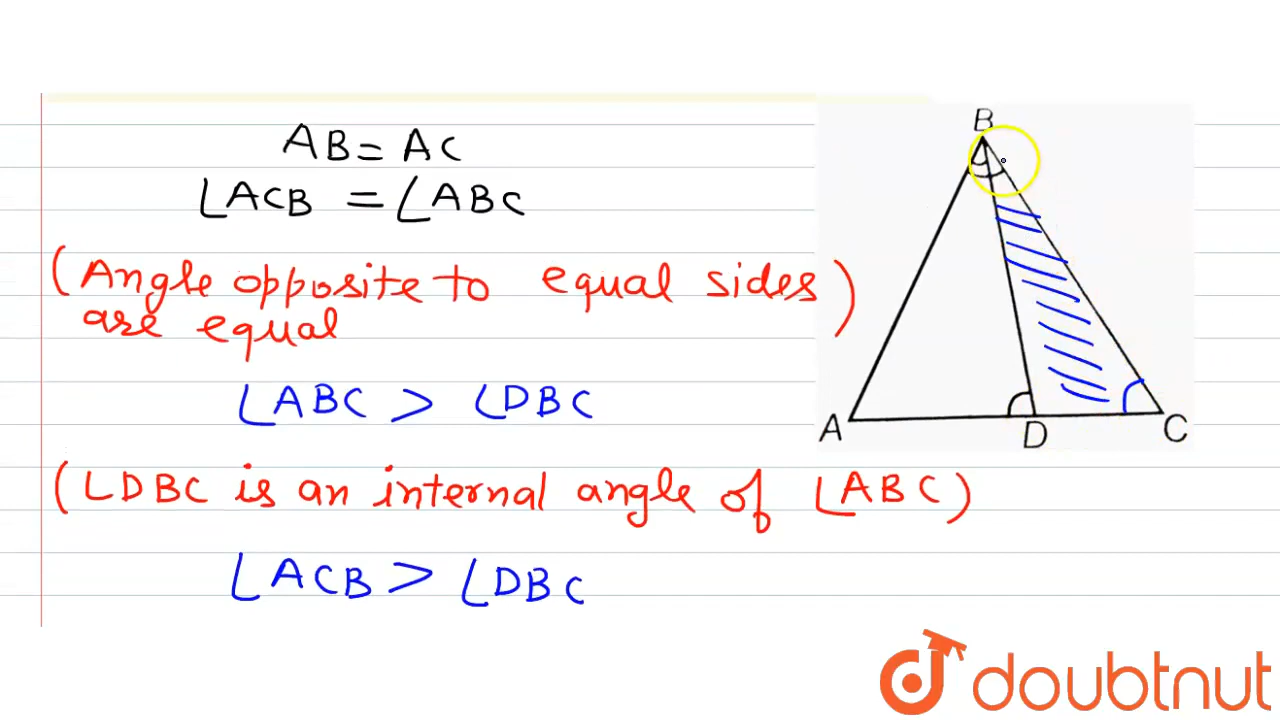 AB = AC
∠ACB = ∠ABC
(Angle opposite to equal sides)
are equal
∠ABC > ∠DBC
(∠DBC is an internal angle of ∠ABC)
∠ACB > ∠DBC
B
A
D
C
doubtnut